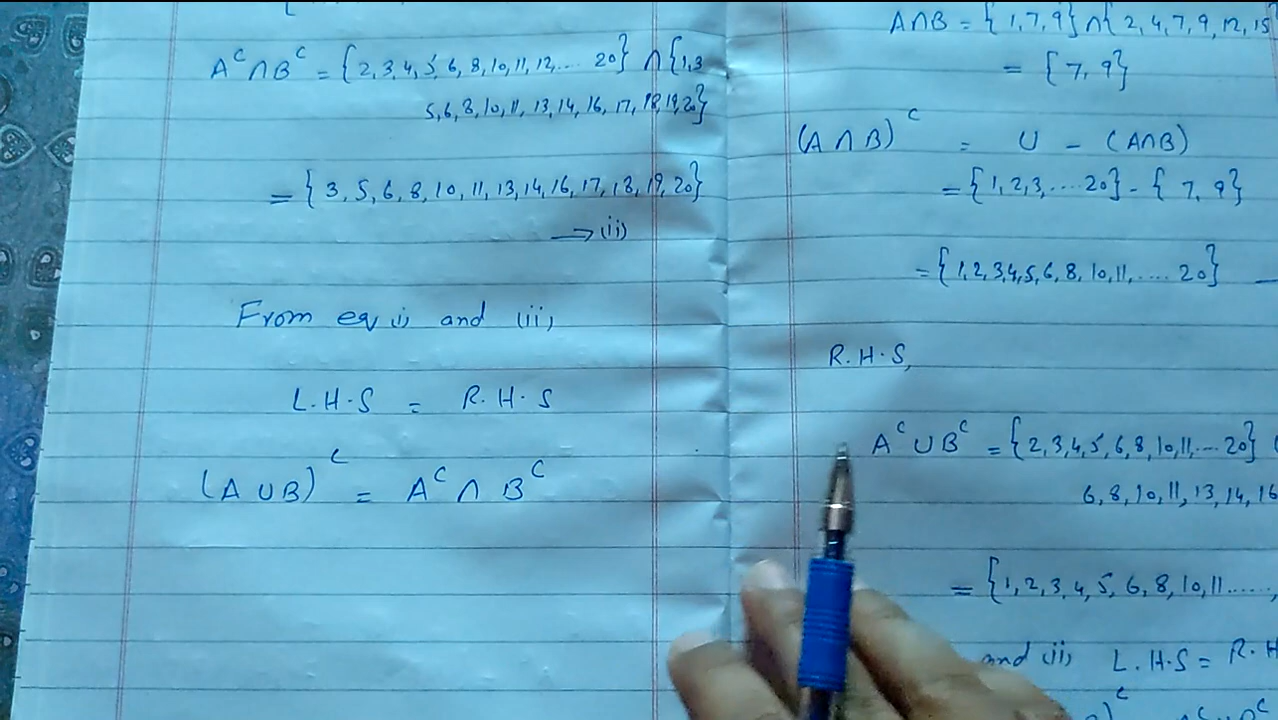 A^c ∩ B^c = {2,3,4,5,6,8,10,11,12,... 20} ∩ {1,3
5,6,8,10,11,13,14,16,17,18,19,20}
= {3,5,6,8,10,11,13,14,16,17,18,19,20}
→ (ii)
From eq i) and (ii)
L.H.S = R.H.S
(A ∪ B)^c = A^c ∩ B^c
A∩B = {1,7,9} ∩ {2,4,7,9,12,15}
= {7,9}
(A ∩ B)^c = U - (A∩B)
= {1,2,3,....20} - {7,9}
= {1,2,3,4,5,6,8,10,11,..... 20}
R.H.S,
A^c ∪ B^c = {2,3,4,5,6,8,10,11,...20}
6,8,10,11,13,14,16
= {1,2,3,4,5,6,8,10,11......,
and ii) L.H.S = R.H